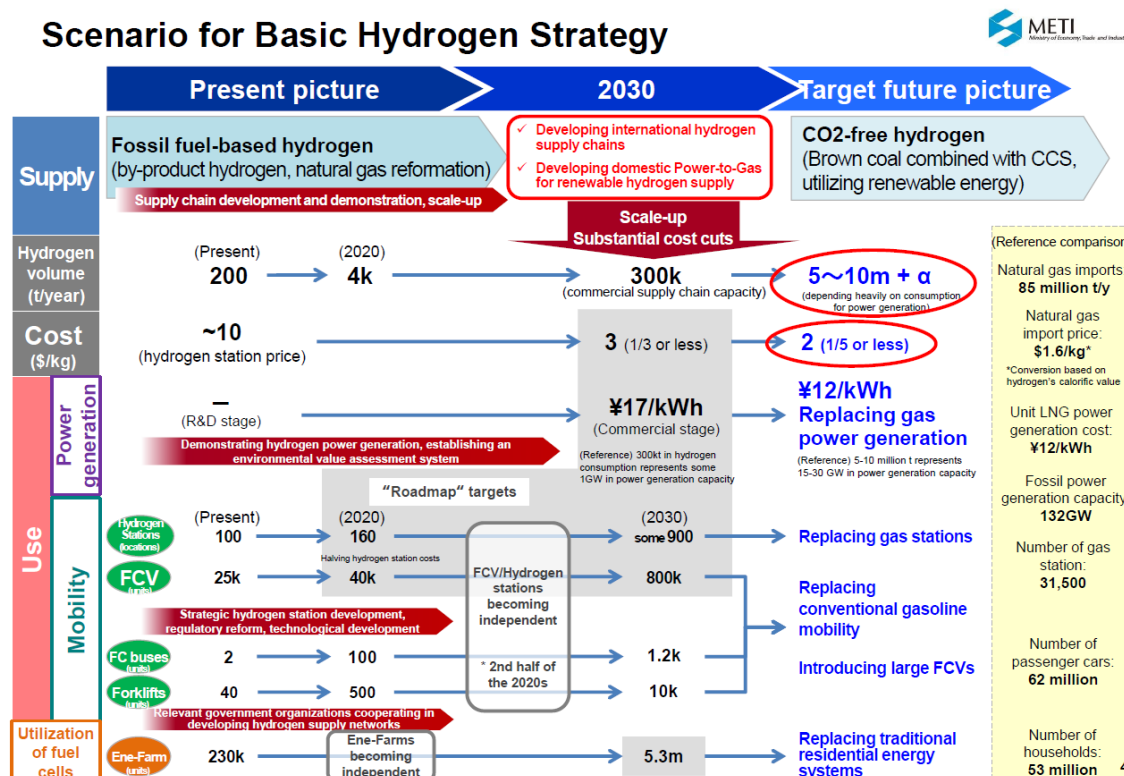 Scenario for Basic Hydrogen Strategy
METI
Ministry of Economy, Trade and Industry
Present picture
2030
Target future picture
Supply
Fossil fuel-based hydrogen
(by-product hydrogen, natural gas reformation)
✓ Developing international hydrogen
supply chains
✓ Developing domestic Power-to-Gas
for renewable hydrogen supply
CO2-free hydrogen
(Brown coal combined with CCS,
utilizing renewable energy)
Supply chain development and demonstration, scale-up
Scale-up
Substantial cost cuts
Hydrogen
volume
(t/year)
(Present)
200
(2020)
4k
300k
(commercial supply chain capacity)
5～10m + α
(depending heavily on consumption
for power generation)
Cost
($/kg)
~10
(hydrogen station price)
3 (1/3 or less)
2 (1/5 or less)
Use
Power
generation
–
(R&D stage)
¥17/kWh
(Commercial stage)
¥12/kWh
Replacing gas
power generation
(Reference) 5-10 million t represents
15-30 GW in power generation capacity
Demonstrating hydrogen power generation, establishing an
environmental value assessment system
(Reference) 300kt in hydrogen
consumption represents some
1GW in power generation capacity
"Roadmap" targets
Mobility
(Present)
(2020)
(2030)
Hydrogen
Stations
(locations)
100
160
some 900
Replacing gas stations
Halving hydrogen station costs
FCV
(units)
25k
40k
800k
FCV/Hydrogen
stations
becoming
independent
* 2nd half of
the 2020s
Replacing
conventional gasoline
mobility
Strategic hydrogen station development,
regulatory reform, technological development
FC buses
(units)
2
100
1.2k
Introducing large FCVs
Forklifts
(units)
40
500
10k
Relevant government organizations cooperating in
developing hydrogen supply networks
Utilization
of fuel
cells
Ene-Farm
(units)
230k
Ene-Farms
becoming
independent
5.3m
Replacing traditional
residential energy
systems
(Reference comparison
Natural gas imports:
85 million t/y
Natural gas
import price:
$1.6/kg*
*Conversion based on
hydrogen's calorific value
Unit LNG power
generation cost:
¥12/kWh
Fossil power
generation capacity
132GW
Number of gas
station:
31,500
Number of
passenger cars:
62 million
Number of
households:
53 million